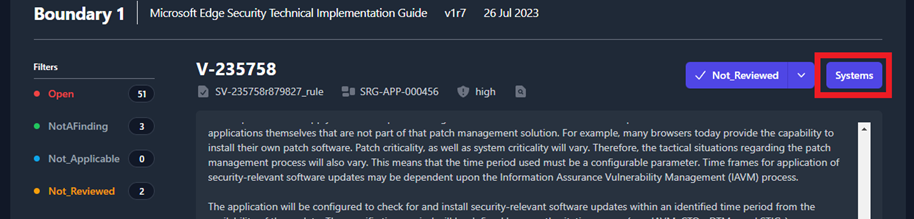 Boundary 1 Microsoft Edge Security Technical Implementation Guide v1r7 26 Jul 2023
Filters
Open 51
NotAFinding 3
Not_Applicable 0
Not_Reviewed 2
V-235758
Not_Reviewed
Systems
SV-235758r879827_rule SRG-APP-000456 high
applications themselves that are not part of that patch management solution. For example, many browsers today provide the capability to
install their own patch software. Patch criticality, as well as system criticality will vary. Therefore, the tactical situations regarding the patch
management process will also vary. This means that the time period used must be a configurable parameter. Time frames for application of
security-relevant software updates may be dependent upon the Information Assurance Vulnerability Management (IAVM) process.
The application will be configured to check for and install security-relevant software updates within an identified time period from the